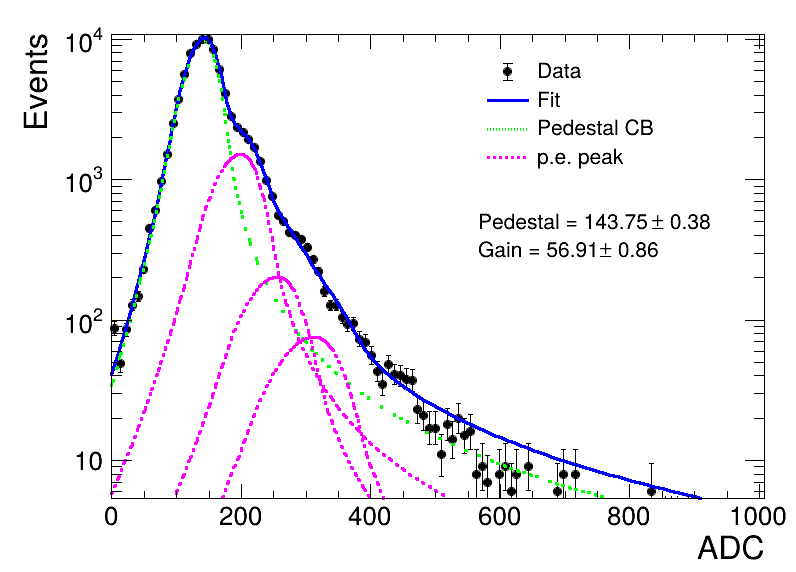 Events
10^4
10^3
10^2
10
Data
Fit
Pedestal CB
p.e. peak
Pedestal = 143.75± 0.38
Gain = 56.91± 0.86
0 200 400 600 800 1000
ADC